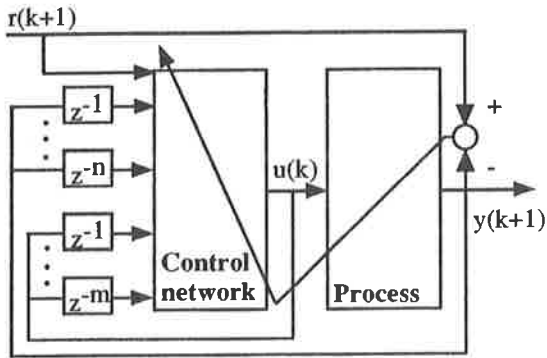 r(k+1)
z-1
z-n
z-1
z-m
Control
network
u(k)
Process
+
-
y(k+1)